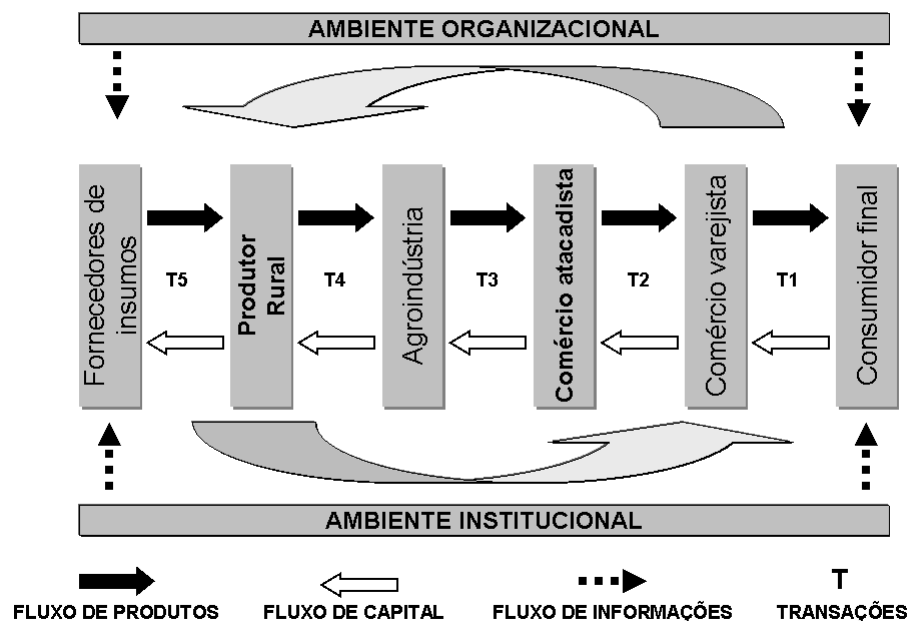 AMBIENTE ORGANIZACIONAL
Fornecedores de
insumos
T5
Produtor
Rural
T4
Agroindústria
T3
Comércio atacadista
T2
Comércio varejista
T1
Consumidor final
AMBIENTE INSTITUCIONAL
FLUXO DE PRODUTOS
FLUXO DE CAPITAL
FLUXO DE INFORMAÇÕES
T
TRANSAÇÕES